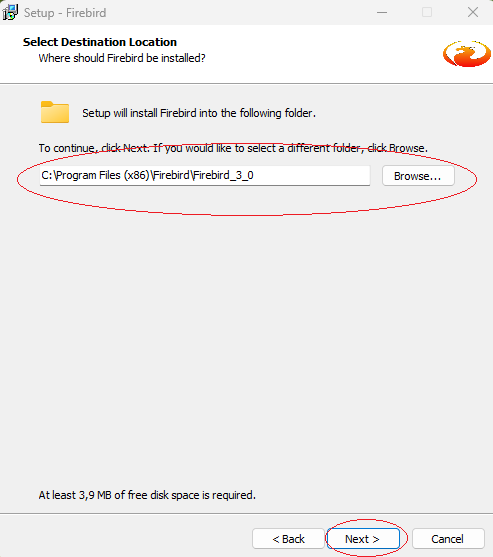 Setup - Firebird
Select Destination Location
Where should Firebird be installed?
Setup will install Firebird into the following folder.
To continue, click Next. If you would like to select a different folder, click Browse.
C:\Program Files (x86)\Firebird\Firebird_3_0
Browse...
At least 3,9 MB of free disk space is required.
< Back
Next >
Cancel